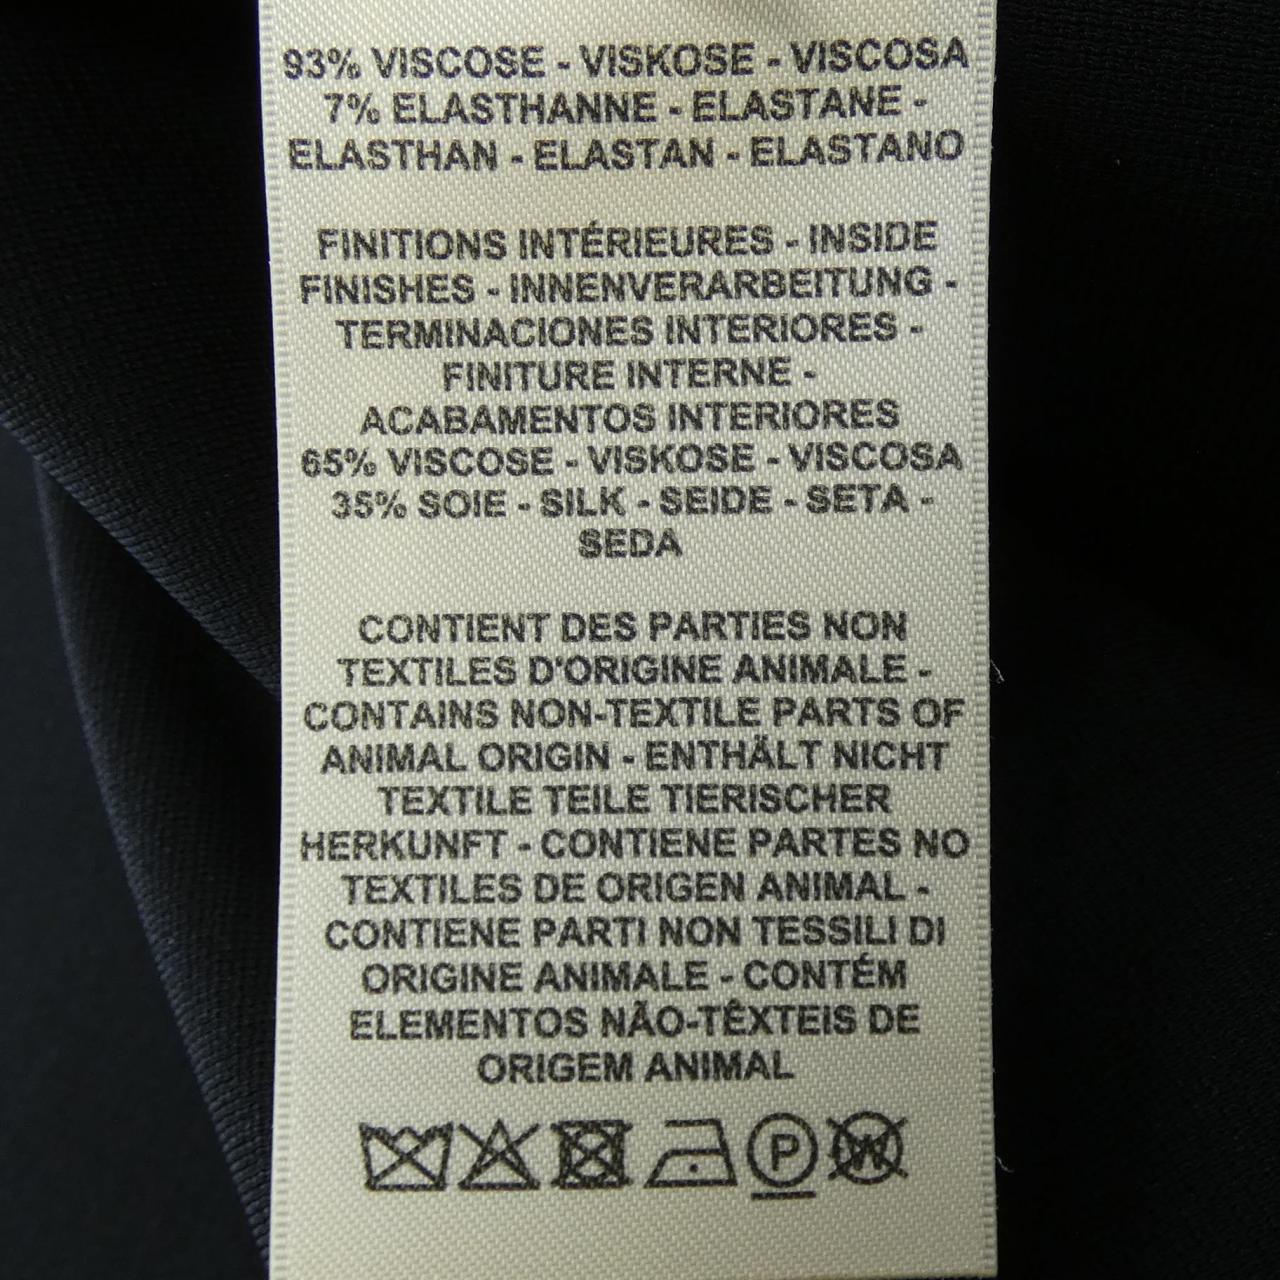 93% VISCOSE - VISKOSE - VISCOSA
7% ELASTHANNE - ELASTANE -
ELASTHAN - ELASTAN - ELASTANO
FINITIONS INTÉRIEURES - INSIDE
FINISHES - INNENVERARBEITUNG -
TERMINACIONES INTERIORES -
FINITURE INTERNE -
ACABAMENTOS INTERIORES
65% VISCOSE - VISKOSE - VISCOSA
35% SOIE - SILK - SEIDE - SETA -
SEDA
CONTIENT DES PARTIES NON
TEXTILES D'ORIGINE ANIMALE -
CONTAINS NON-TEXTILE PARTS OF
ANIMAL ORIGIN - ENTHÄLT NICHT
TEXTILE TEILE TIERISCHER
HERKUNFT - CONTIENE PARTES NO
TEXTILES DE ORIGEN ANIMAL -
CONTIENE PARTI NON TESSILI DI
ORIGINE ANIMALE - CONTÉM
ELEMENTOS NÃO-TÊXTEIS DE
ORIGEM ANIMAL
P W